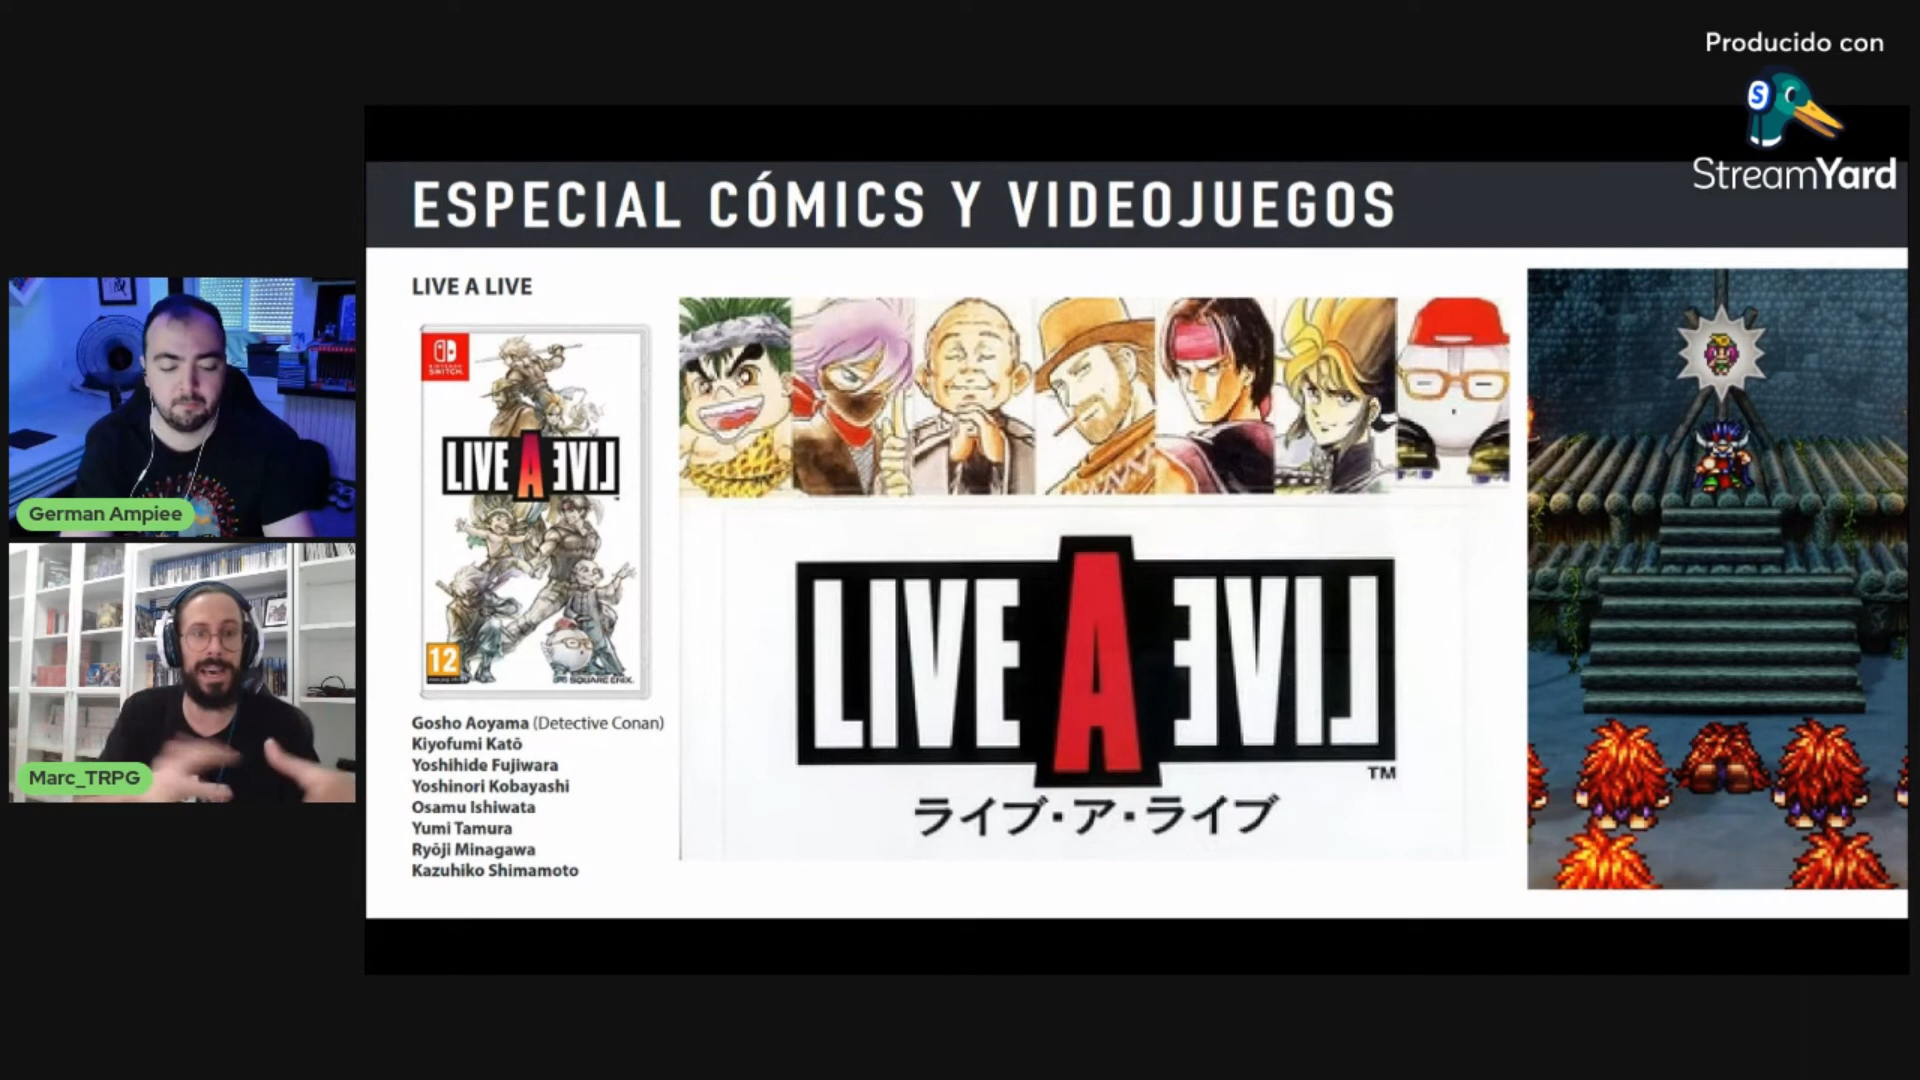 Producido con
S
StreamYard
ESPECIAL CÓMICS Y VIDEOJUEGOS
LIVE A LIVE
NINTENDO
SWITCH
LIVE A LIVE
12
SQUARE ENIX
Gosho Aoyama (Detective Conan)
Kiyofumi Katō
Yoshihide Fujiwara
Yoshinori Kobayashi
Osamu Ishiwata
Yumi Tamura
Ryōji Minagawa
Kazuhiko Shimamoto
LIVE A LIVE
TM
ライブ・ア・ライブ
German Ampiee
Marc_TRPG